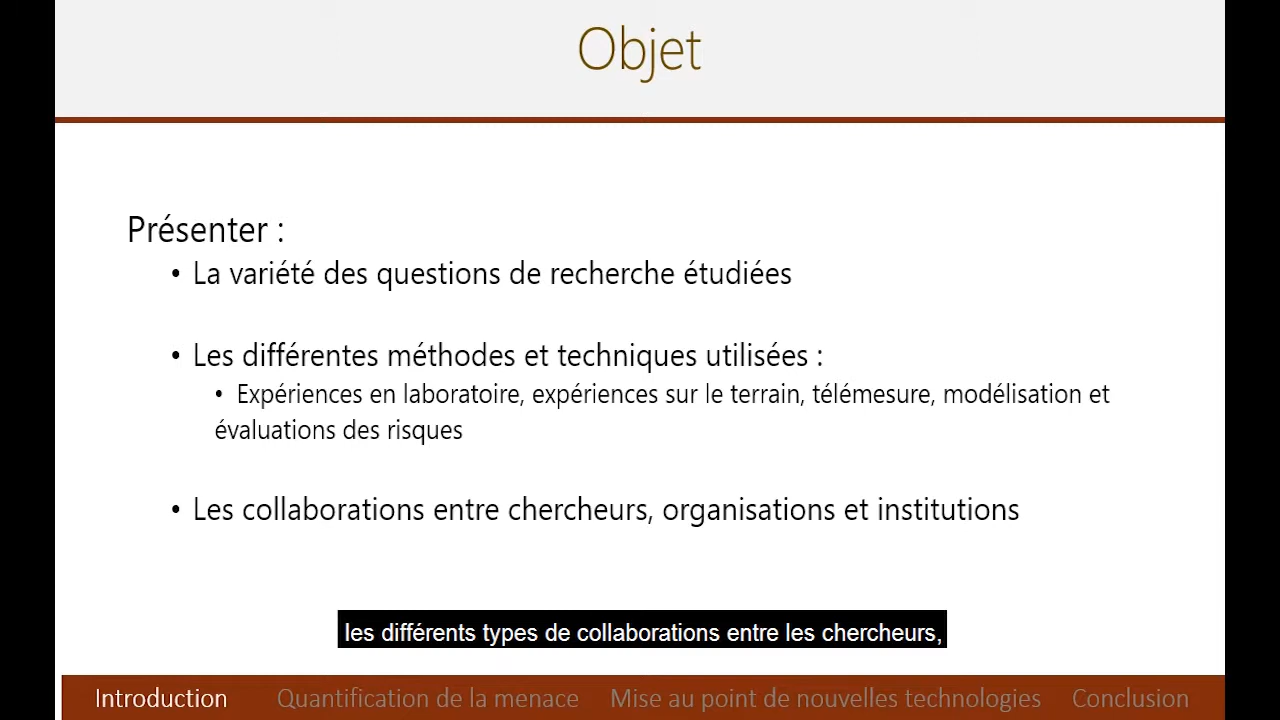 Objet
Présenter :
• La variété des questions de recherche étudiées
• Les différentes méthodes et techniques utilisées :
• Expériences en laboratoire, expériences sur le terrain, télémesure, modélisation et
évaluations des risques
• Les collaborations entre chercheurs, organisations et institutions
les différents types de collaborations entre les chercheurs,
Introduction Quantification de la menace Mise au point de nouvelles technologies Conclusion